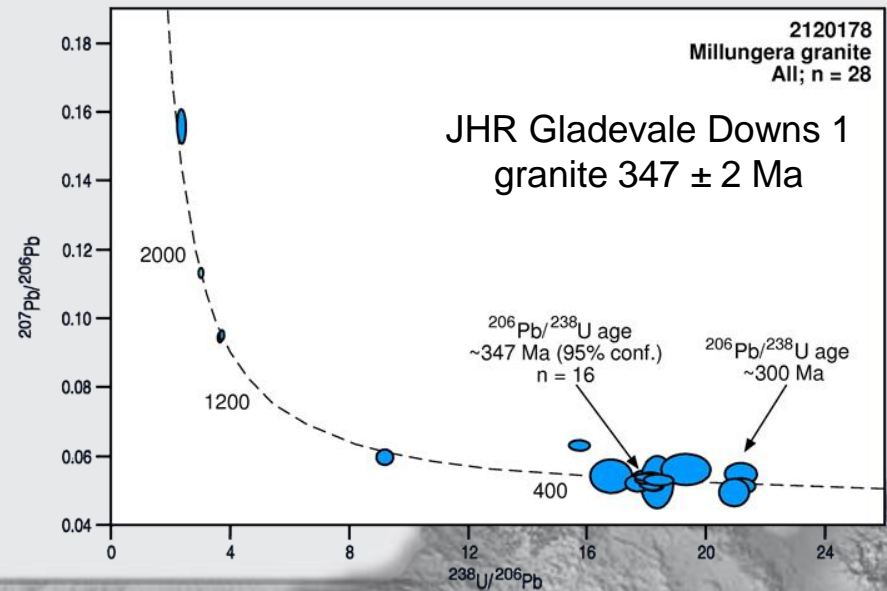 2120178
Millungera granite
All; n = 28
JHR Gladevale Downs 1
granite 347 ± 2 Ma
0.18
0.16
0.14
0.12
0.10
0.08
0.06
0.04
207Pb/206Pb
2000
1200
400
206Pb/238U age
~347 Ma (95% conf.)
n = 16
206Pb/238U age
~300 Ma
0 4 8 12 16 20 24
238U/206Pb